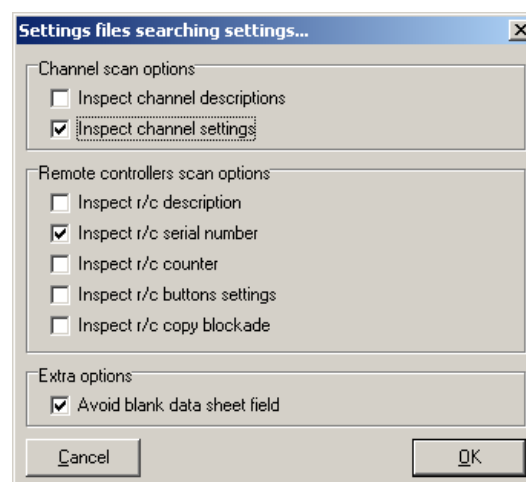 Settings files searching settings...
Channel scan options
Inspect channel descriptions
Inspect channel settings
Remote controllers scan options
Inspect r/c description
Inspect r/c serial number
Inspect r/c counter
Inspect r/c buttons settings
Inspect r/c copy blockade
Extra options
Avoid blank data sheet field
Cancel
OK